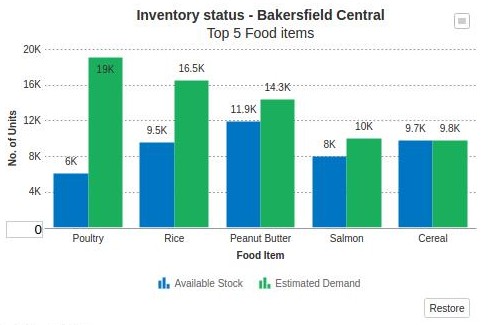 Inventory status - Bakersfield Central
Top 5 Food items
20K
16K
12K
8K
4K
0
No. of Units
6K
19K
9.5K
16.5K
11.9K
14.3K
8K
10K
9.7K
9.8K
Poultry
Rice
Peanut Butter
Salmon
Cereal
Food Item
Available Stock
Estimated Demand
Restore